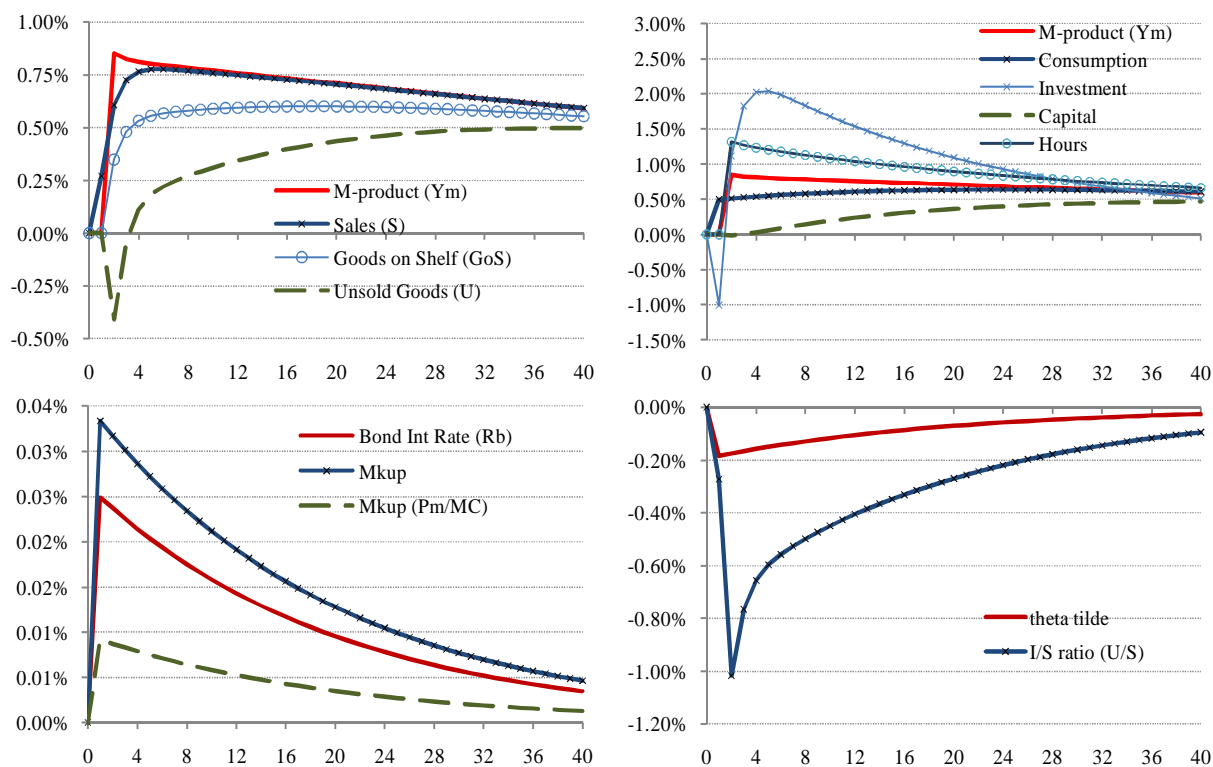 1.00%
0.75%
0.50%
0.25%
0.00%
-0.25%
-0.50%
M-product (Ym)
Sales (S)
Goods on Shelf (GoS)
Unsold Goods (U)
0 4 8 12 16 20 24 28 32 36 40
3.00%
2.50%
2.00%
1.50%
1.00%
0.50%
0.00%
-0.50%
-1.00%
-1.50%
M-product (Ym)
Consumption
Investment
Capital
Hours
0 4 8 12 16 20 24 28 32 36 40
0.04%
0.03%
0.03%
0.02%
0.02%
0.01%
0.01%
0.00%
Bond Int Rate (Rb)
Mkup
Mkup (Pm/MC)
0 4 8 12 16 20 24 28 32 36 40
0.00%
-0.20%
-0.40%
-0.60%
-0.80%
-1.00%
-1.20%
theta tilde
I/S ratio (U/S)
0 4 8 12 16 20 24 28 32 36 40